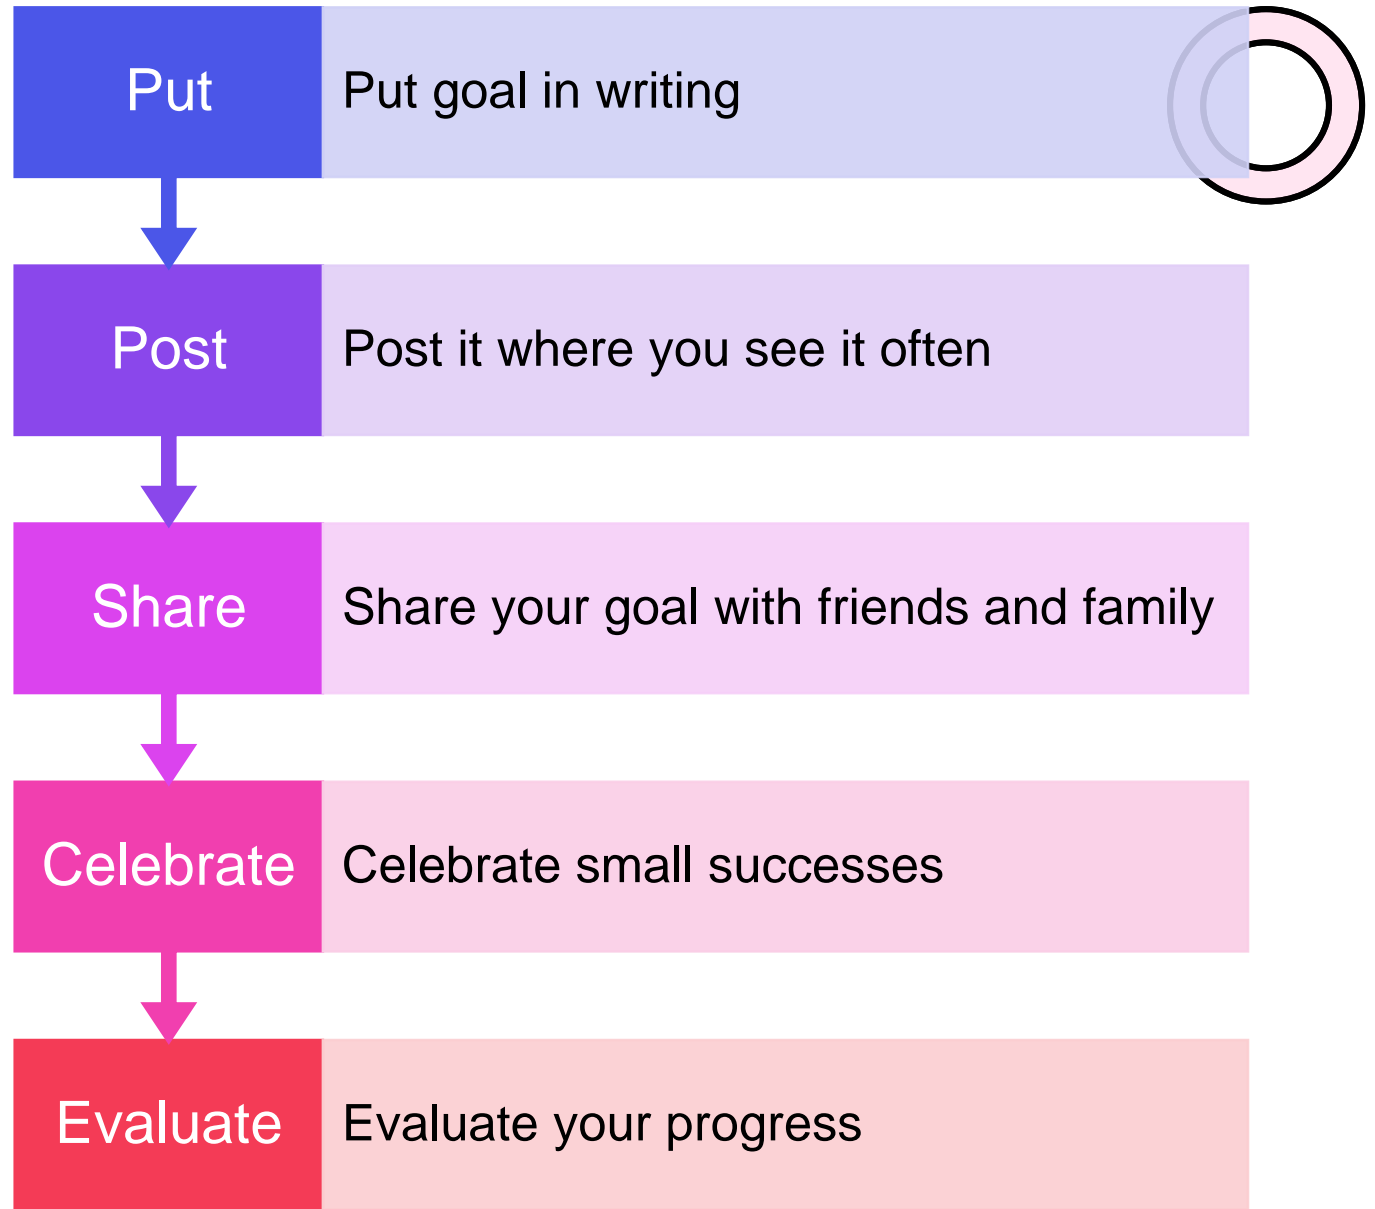 Put
Put goal in writing
Post
Post it where you see it often
Share
Share your goal with friends and family
Celebrate
Celebrate small successes
Evaluate
Evaluate your progress